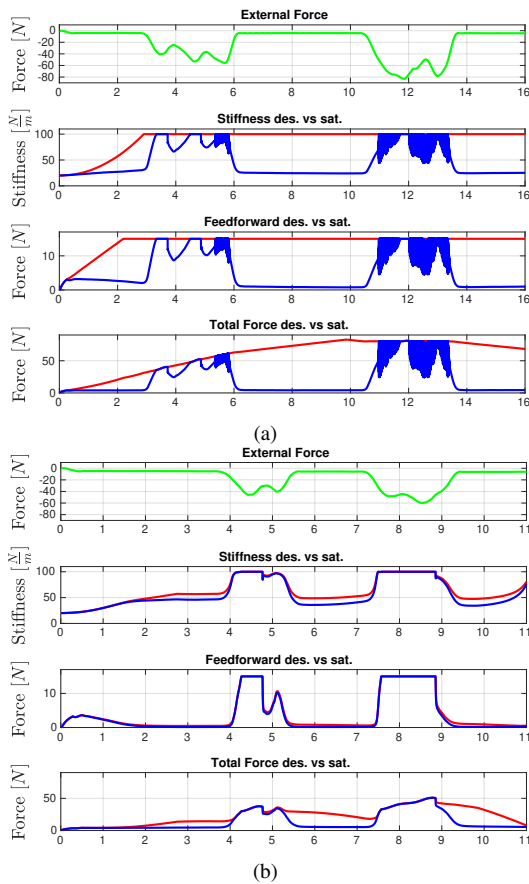 External Force
Force [N]
0
-20
-40
-60
-80
0 2 4 6 8 10 12 14 16
Stiffness des. vs sat.
Stiffness [N/m]
100
50
0
0 2 4 6 8 10 12 14 16
Feedforward des. vs sat.
Force [N]
10
0
0 2 4 6 8 10 12 14 16
Total Force des. vs sat.
Force [N]
50
0
0 2 4 6 8 10 12 14 16
(a)
External Force
Force [N]
0
-20
-40
-60
-80
0 1 2 3 4 5 6 7 8 9 10 11
Stiffness des. vs sat.
Stiffness [N/m]
100
50
0
0 1 2 3 4 5 6 7 8 9 10 11
Feedforward des. vs sat.
Force [N]
10
0
0 1 2 3 4 5 6 7 8 9 10 11
Total Force des. vs sat.
Force [N]
50
0
0 1 2 3 4 5 6 7 8 9 10 11
(b)